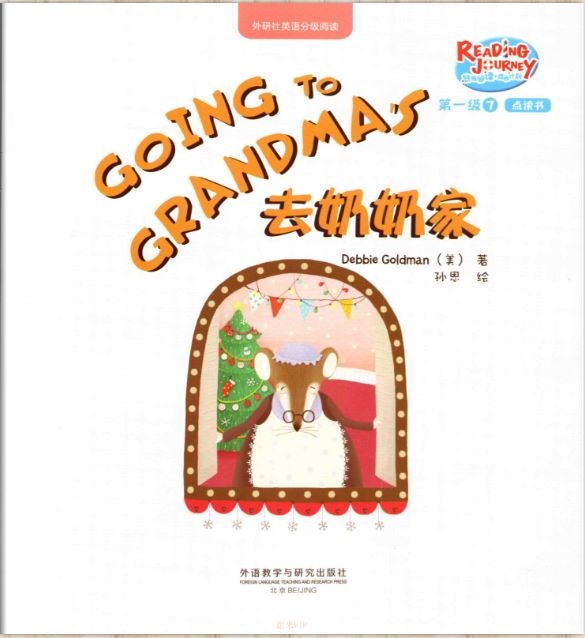 外研社英语分级阅读
READING
JOURNEY
第一级 7 点读书
GOING TO
GRANDMA'S
去奶奶家
Debbie Goldman (美) 著
孙思 绘
外语教学与研究出版社
FOREIGN LANGUAGE TEACHING AND RESEARCH PRESS
北京 BEIJING